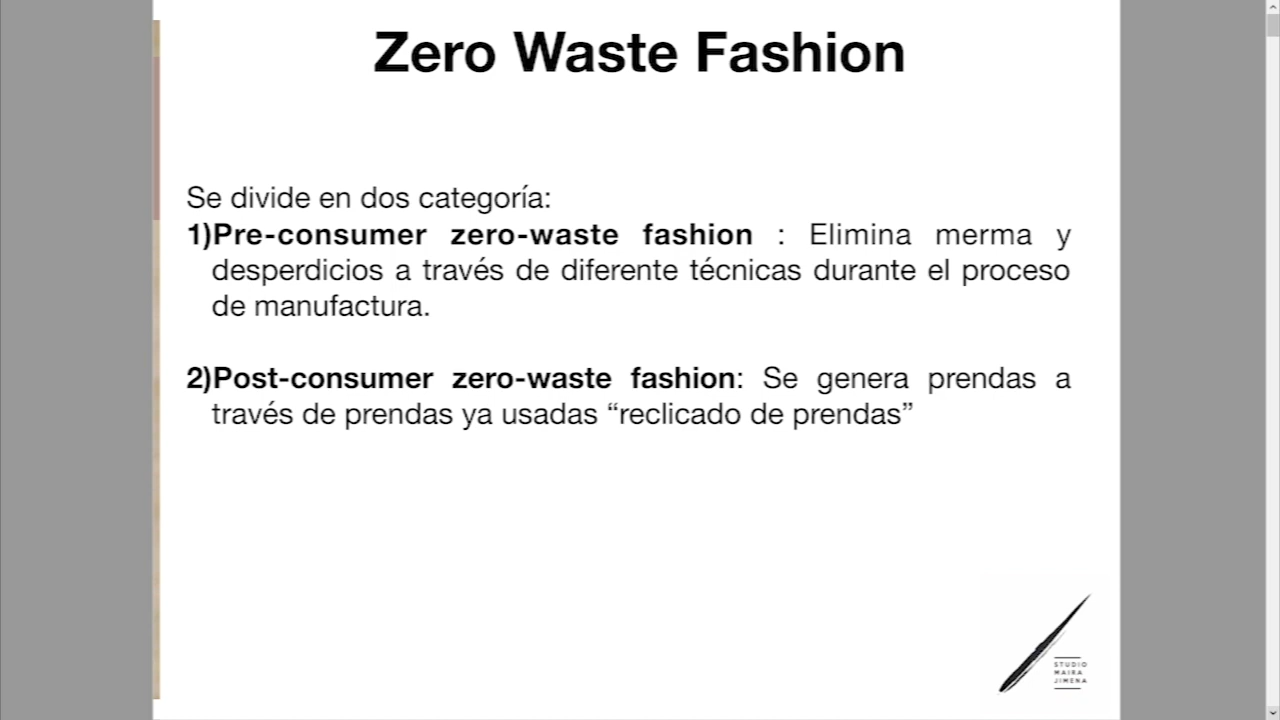 Zero Waste Fashion
Se divide en dos categoría:
1)Pre-consumer zero-waste fashion : Elimina merma y
desperdicios a través de diferente técnicas durante el proceso
de manufactura.
2)Post-consumer zero-waste fashion: Se genera prendas a
través de prendas ya usadas “reclicado de prendas”
STUDIO
MAIRA
JIMENA